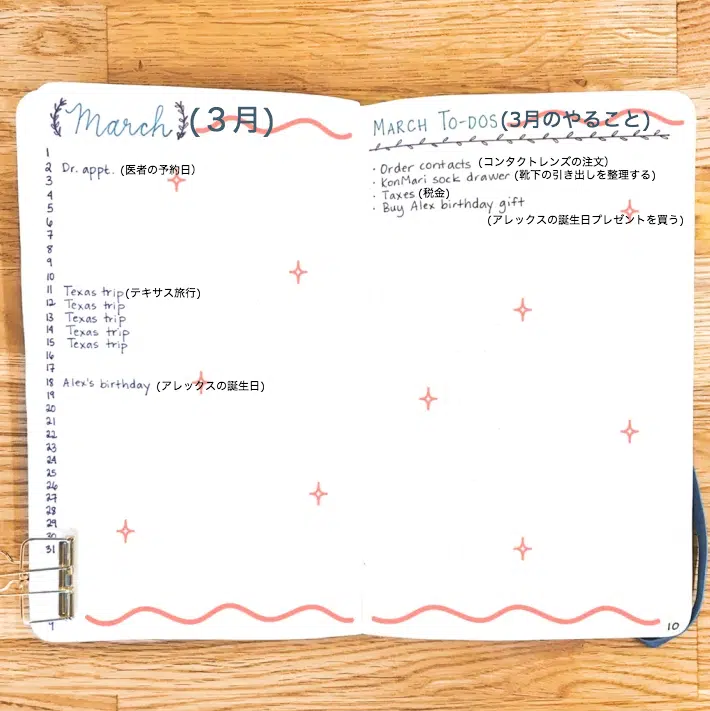 March (3月)
1
2 Dr. appt. (医者の予約日)
3
4
5
6
7
8
9
10
11 Texas trip (テキサス旅行)
12 Texas trip
13 Texas trip
14 Texas trip
15 Texas trip
16
17
18 Alex's birthday (アレックスの誕生日)
19
20
21
22
23
24
25
26
27
28
29
30
31
9
MARCH TO-DOS (3月のやること)
· Order contacts (コンタクトレンズの注文)
· KonMari sock drawer (靴下の引き出しを整理する)
· Taxes (税金)
· Buy Alex birthday gift
(アレックスの誕生日プレゼントを買う)
10